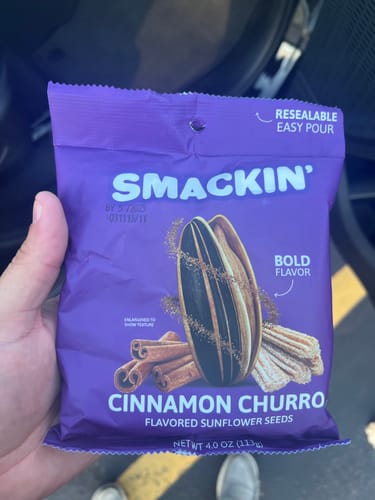 RESEALABLE
EASY POUR
SMACKIN'
BOLD
FLAVOR
ENLARGENED TO
SHOW TEXTURE
CINNAMON CHURRO
FLAVORED SUNFLOWER SEEDS
NET WT 4.0 OZ (113g)